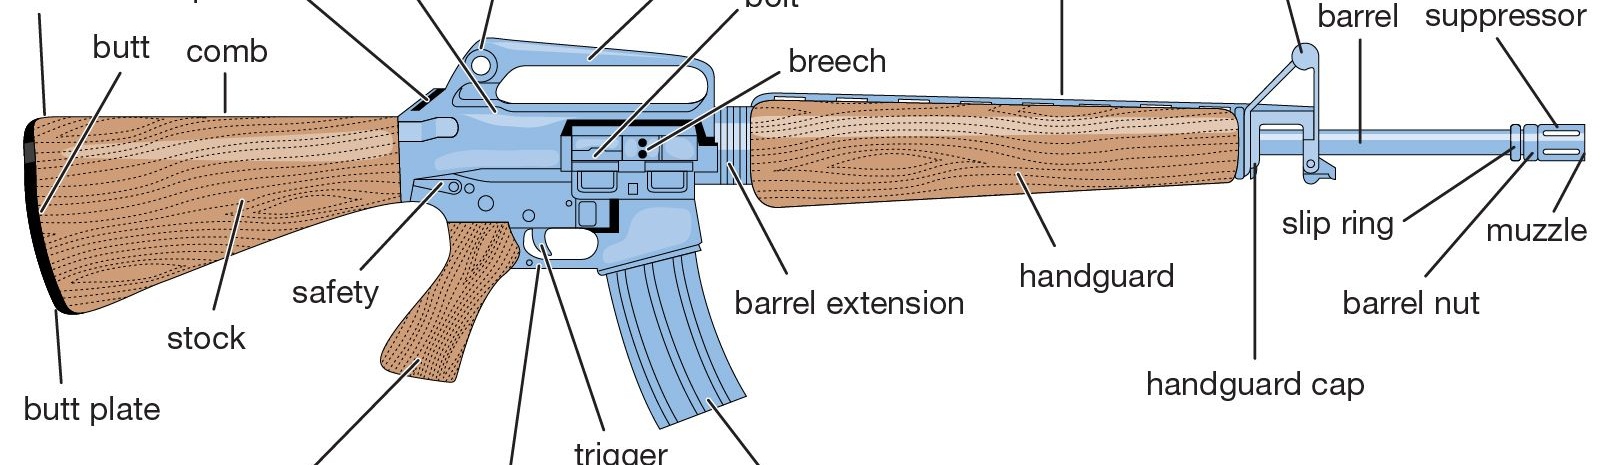 bolt
barrel
suppressor
butt
comb
breech
slip ring
muzzle
safety
handguard
barrel extension
barrel nut
stock
handguard cap
butt plate
trigger